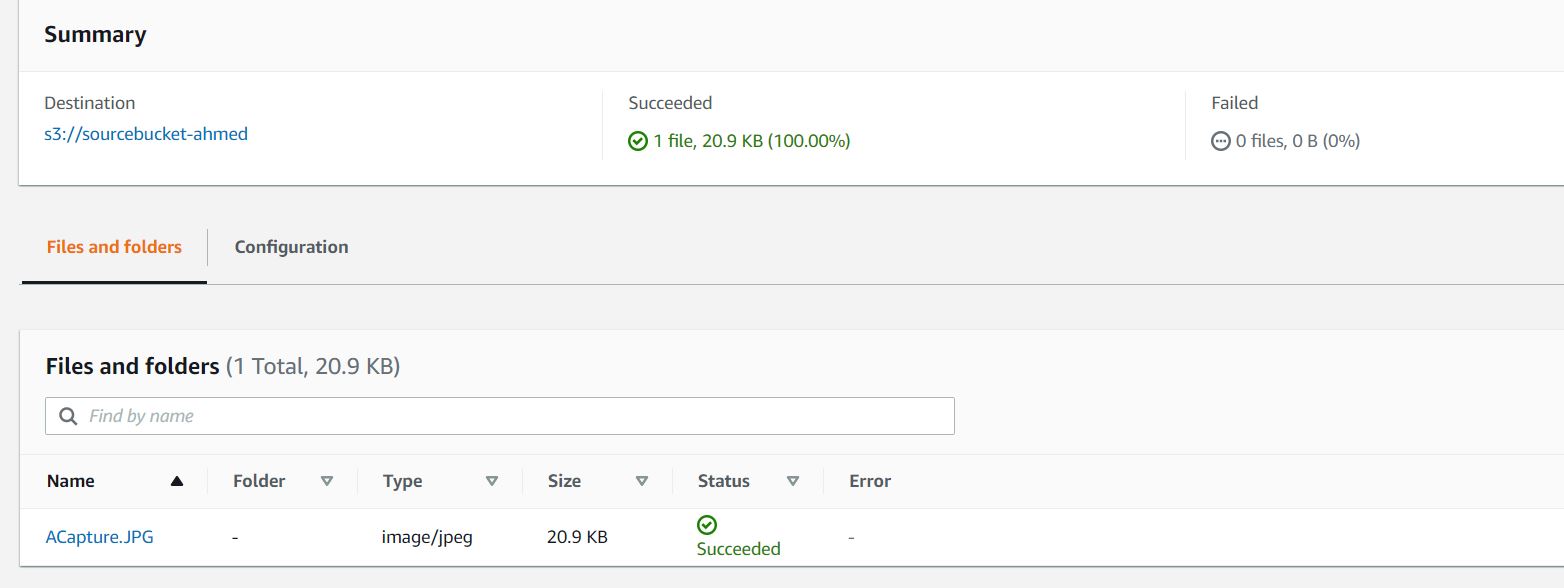 Summary
Destination
s3://sourcebucket-ahmed
Succeeded
1 file, 20.9 KB (100.00%)
Failed
0 files, 0 B (0%)
Files and folders
Configuration
Files and folders (1 Total, 20.9 KB)
Find by name
Name Folder Type Size Status Error
ACapture.JPG - image/jpeg 20.9 KB Succeeded -